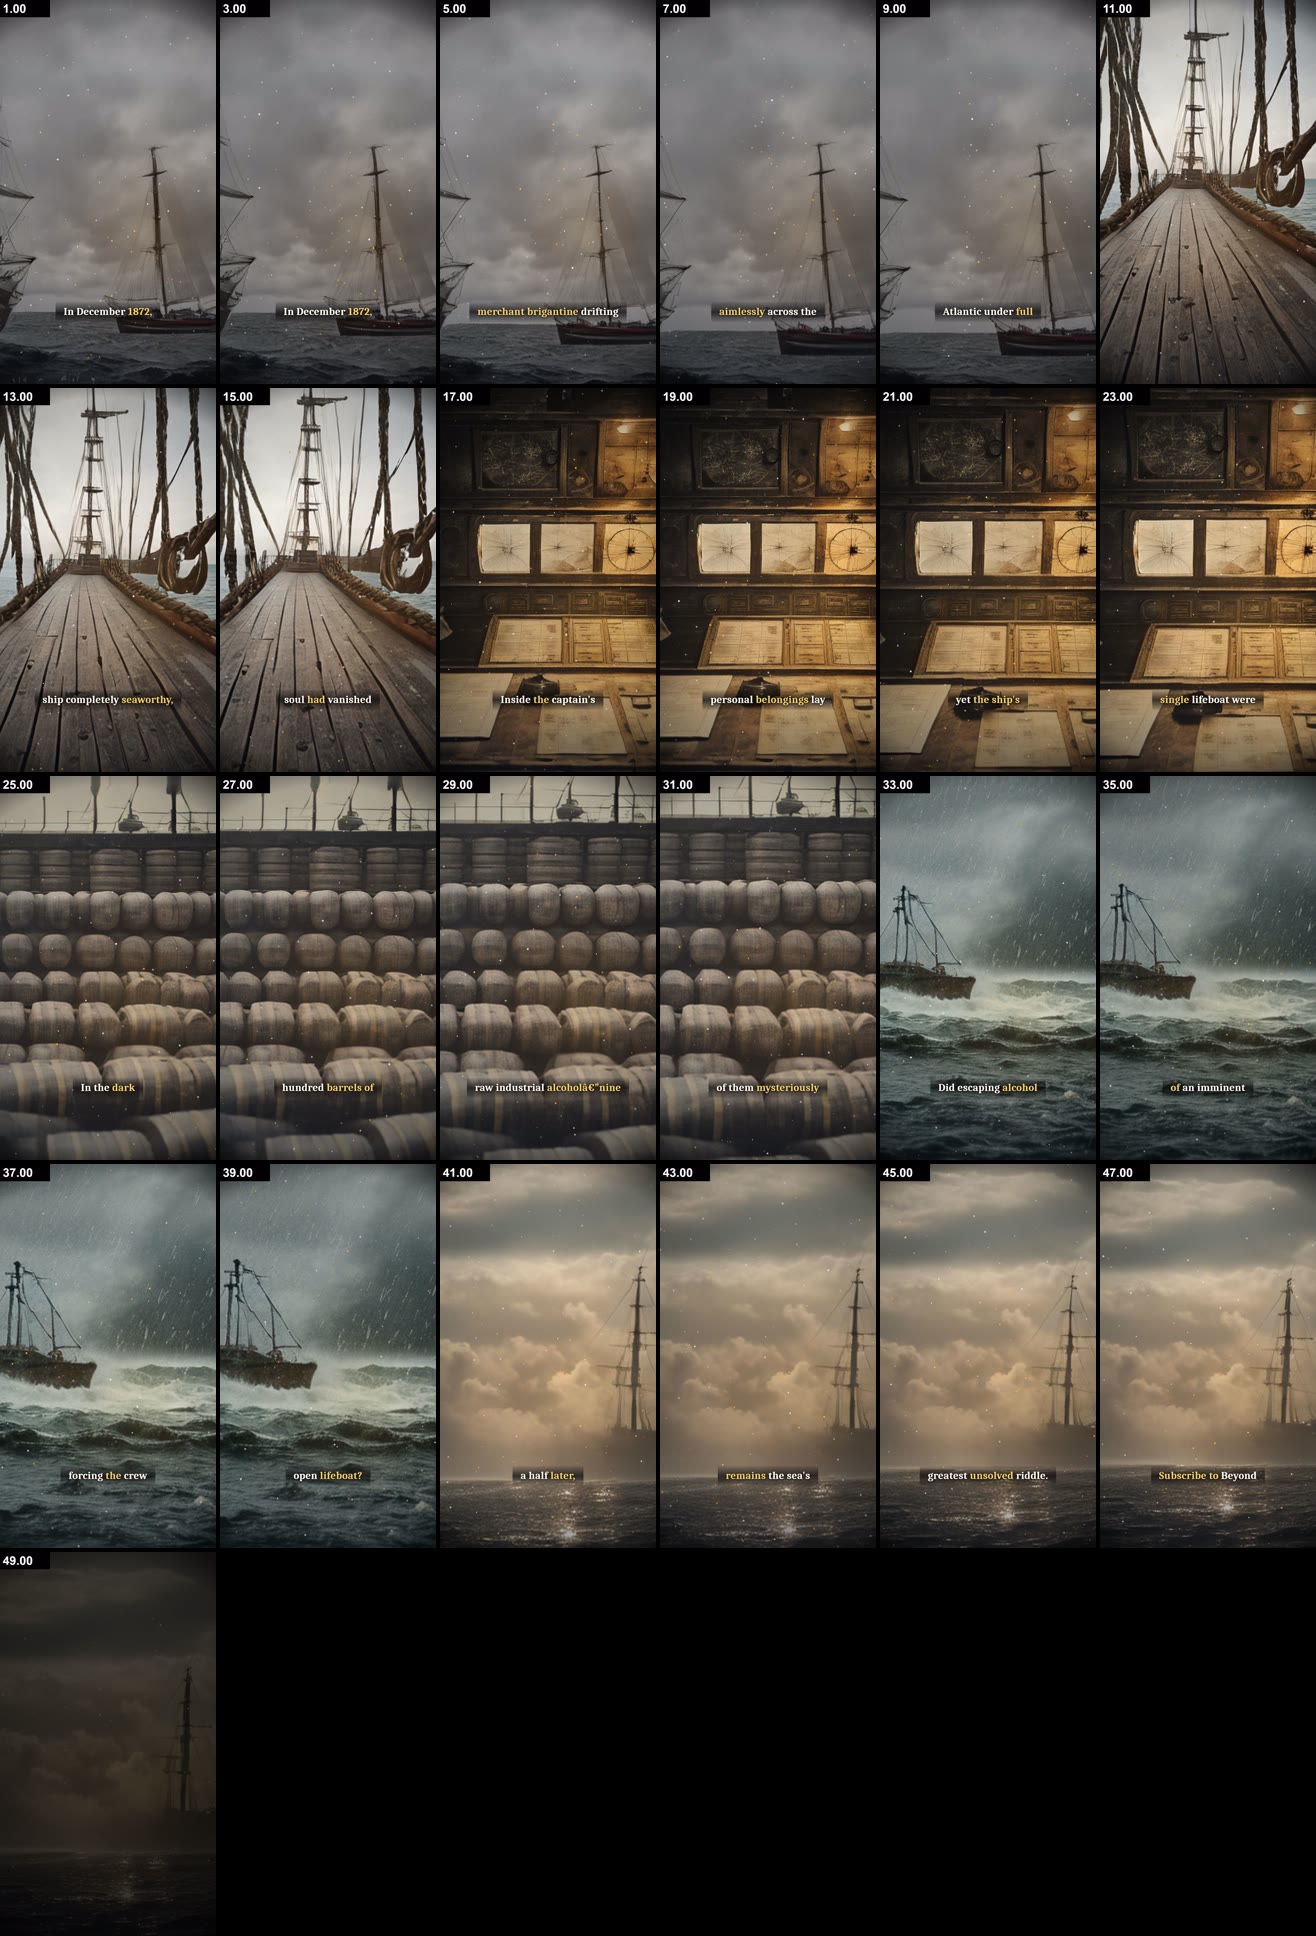 1.00
In December 1872,
3.00
In December 1872,
5.00
merchant brigantine drifting
7.00
aimlessly across the
9.00
Atlantic under full
11.00
13.00
ship completely seaworthy,
15.00
soul had vanished
17.00
Inside the captain's
19.00
personal belongings lay
21.00
yet the ship's
23.00
single lifeboat were
25.00
In the dark
27.00
hundred barrels of
29.00
raw industrial alcoholâ€"nine
31.00
of them mysteriously
33.00
Did escaping alcohol
35.00
of an imminent
37.00
forcing the crew
39.00
open lifeboat?
41.00
a half later,
43.00
remains the sea's
45.00
greatest unsolved riddle.
47.00
Subscribe to Beyond
49.00